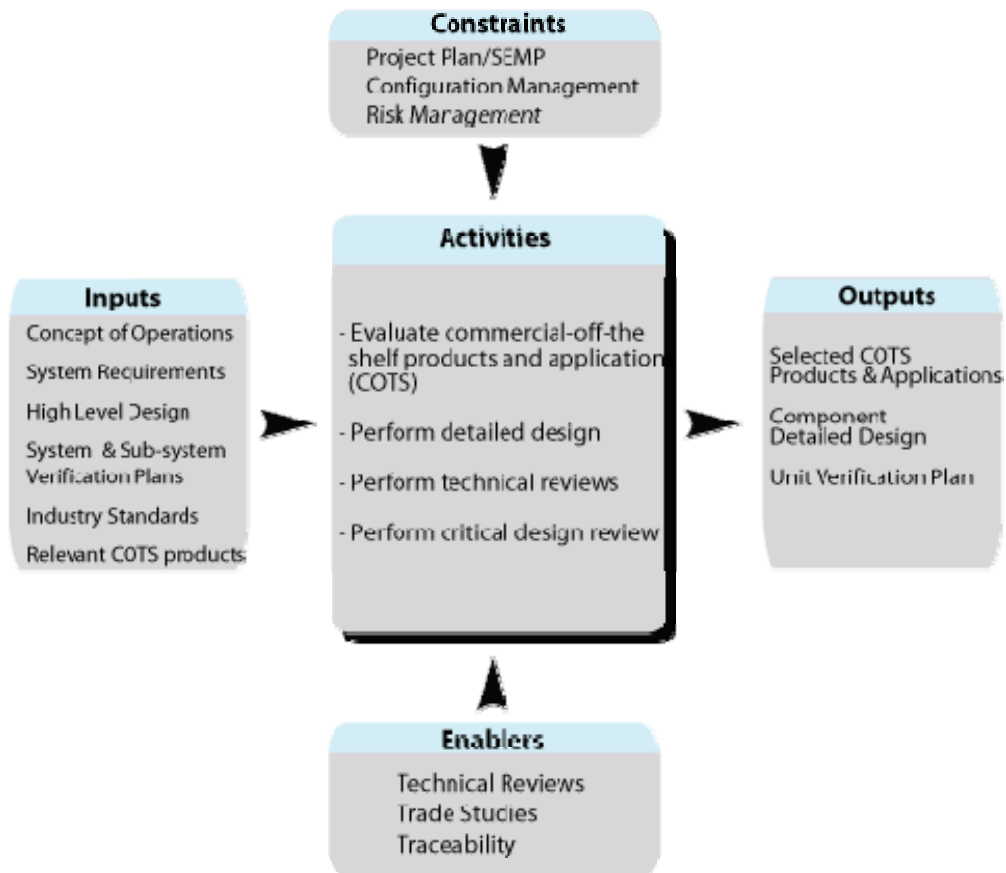 Constraints
Project Plan/SEMP
Configuration Management
Risk Management
Activities
- Evaluate commercial-off-the
shelf products and application
(COTS)
- Perform detailed design
- Perform technical reviews
- Perform critical design review
Inputs
Concept of Operations
System Requirements
High Level Design
System & Sub-system
Verification Plans
Industry Standards
Relevant COTS products
Outputs
Selected COTS
Products & Applications
Component
Detailed Design
Unit Verification Plan
Enablers
Technical Reviews
Trade Studies
Traceability